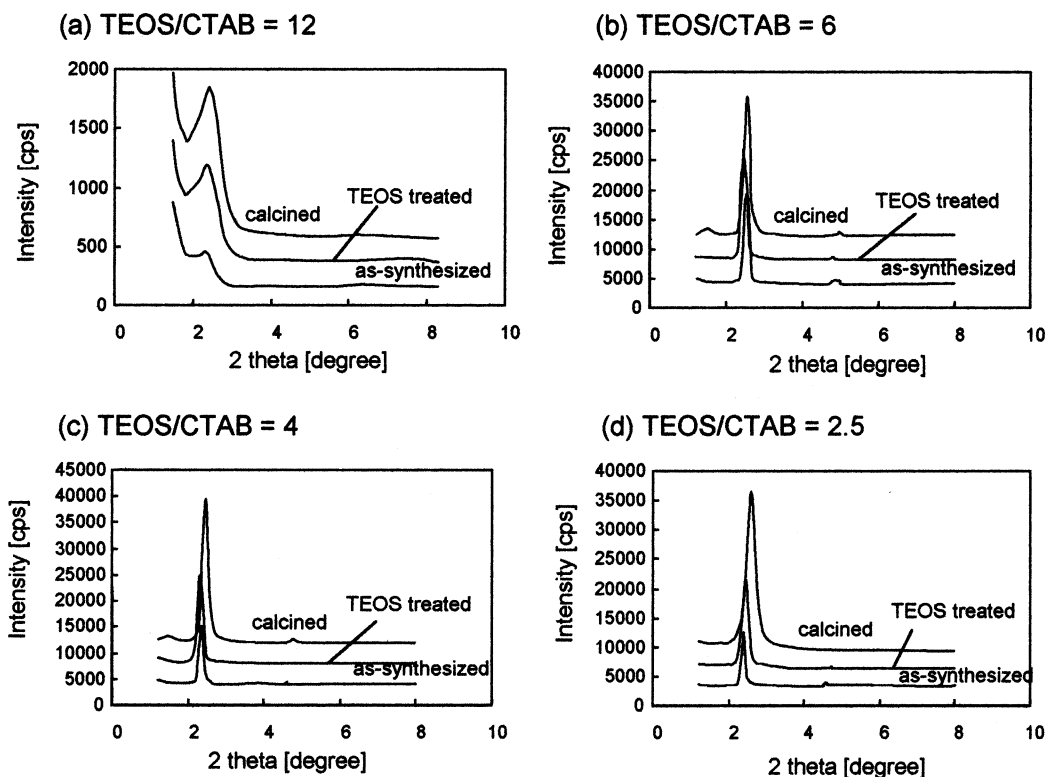 (a) TEOS/CTAB = 12
2000
1500
1000
500
0
Intensity [cps]
calcined
TEOS treated
as-synthesized
0 2 4 6 8 10
2 theta [degree]
(b) TEOS/CTAB = 6
40000
35000
30000
25000
20000
15000
10000
5000
0
Intensity [cps]
calcined
TEOS treated
as-synthesized
0 2 4 6 8 10
2 theta [degree]
(c) TEOS/CTAB = 4
45000
40000
35000
30000
25000
20000
15000
10000
5000
0
Intensity [cps]
TEOS treated
calcined
as-synthesized
0 2 4 6 8 10
2 theta [degree]
(d) TEOS/CTAB = 2.5
40000
35000
30000
25000
20000
15000
10000
5000
0
Intensity [cps]
TEOS treated
calcined
as-synthesized
0 2 4 6 8 10
2 theta [degree]